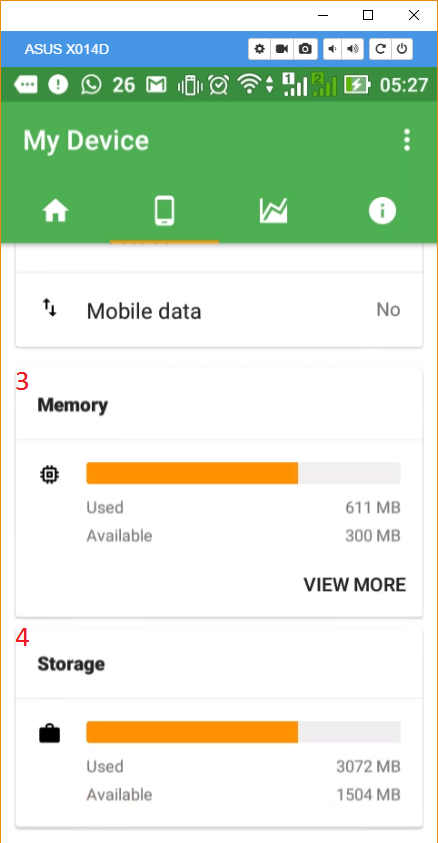 ASUS X014D
26 1 2 05:27
My Device
Mobile data No
3
Memory
Used 611 MB
Available 300 MB
VIEW MORE
4
Storage
Used 3072 MB
Available 1504 MB